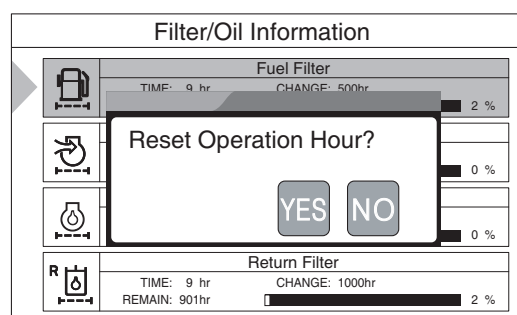 Filter/Oil Information
Fuel Filter
TIME: 9 hr CHANGE: 500hr
2 %
Reset Operation Hour?
0 %
YES NO
0 %
Return Filter
R
TIME: 9 hr CHANGE: 1000hr
REMAIN: 901hr
2 %